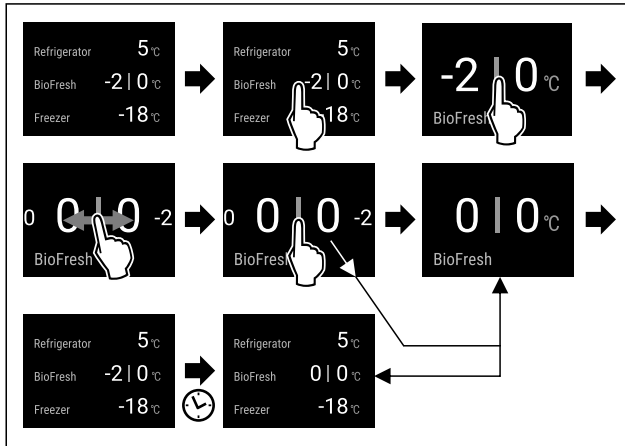 Refrigerator 5 °C
BioFresh -2 | 0 °C
Freezer -18 °C
Refrigerator 5 °C
BioFresh -2 | 0 °C
Freezer 18 °C
-2 | 0 °C
BioFresh
0 0 | 0 -2
BioFresh
0 0 | 0 -2
BioFresh
0 | 0 °C
BioFresh
Refrigerator 5 °C
BioFresh -2 | 0 °C
Freezer -18 °C
Refrigerator 5 °C
BioFresh 0 | 0 °C
Freezer -18 °C